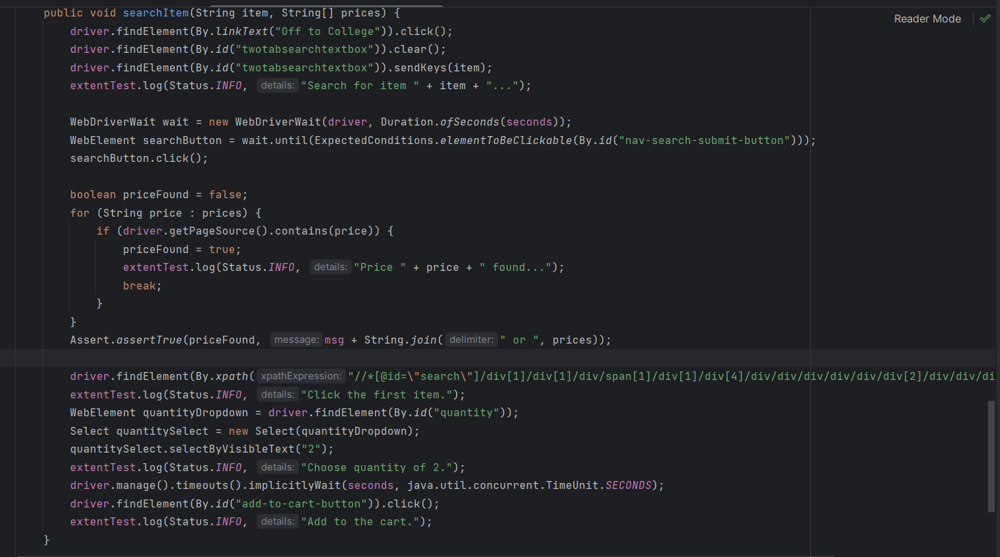 public void searchItem(String item, String[] prices) {
Reader Mode
driver.findElement(By.linkText("Off to College")).click();
driver.findElement(By.id("twotabsearchtextbox")).clear();
driver.findElement(By.id("twotabsearchtextbox")).sendKeys(item);
extentTest.log(Status.INFO, details: "Search for item " + item + "...");
WebDriverWait wait = new WebDriverWait(driver, Duration.ofSeconds(seconds));
WebElement searchButton = wait.until(ExpectedConditions.elementToBeClickable(By.id("nav-search-submit-button")));
searchButton.click();
boolean priceFound = false;
for (String price : prices) {
if (driver.getPageSource().contains(price)) {
priceFound = true;
extentTest.log(Status.INFO, details: "Price " + price + " found...");
break;
}
}
Assert.assertTrue(priceFound, message: msg + String.join( delimiter: " or ", prices));
driver.findElement(By.xpath( xpathExpression: "//*[@id=\"search\"]/div[1]/div[1]/div/span[1]/div[1]/div[4]/div/div/div/div/div/div[2]/div/div/di
extentTest.log(Status.INFO, details: "Click the first item.");
WebElement quantityDropdown = driver.findElement(By.id("quantity"));
Select quantitySelect = new Select(quantityDropdown);
quantitySelect.selectByVisibleText("2");
extentTest.log(Status.INFO, details: "Choose quantity of 2.");
driver.manage().timeouts().implicitlyWait(seconds, java.util.concurrent.TimeUnit.SECONDS);
driver.findElement(By.id("add-to-cart-button")).click();
extentTest.log(Status.INFO, details: "Add to the cart.");
}